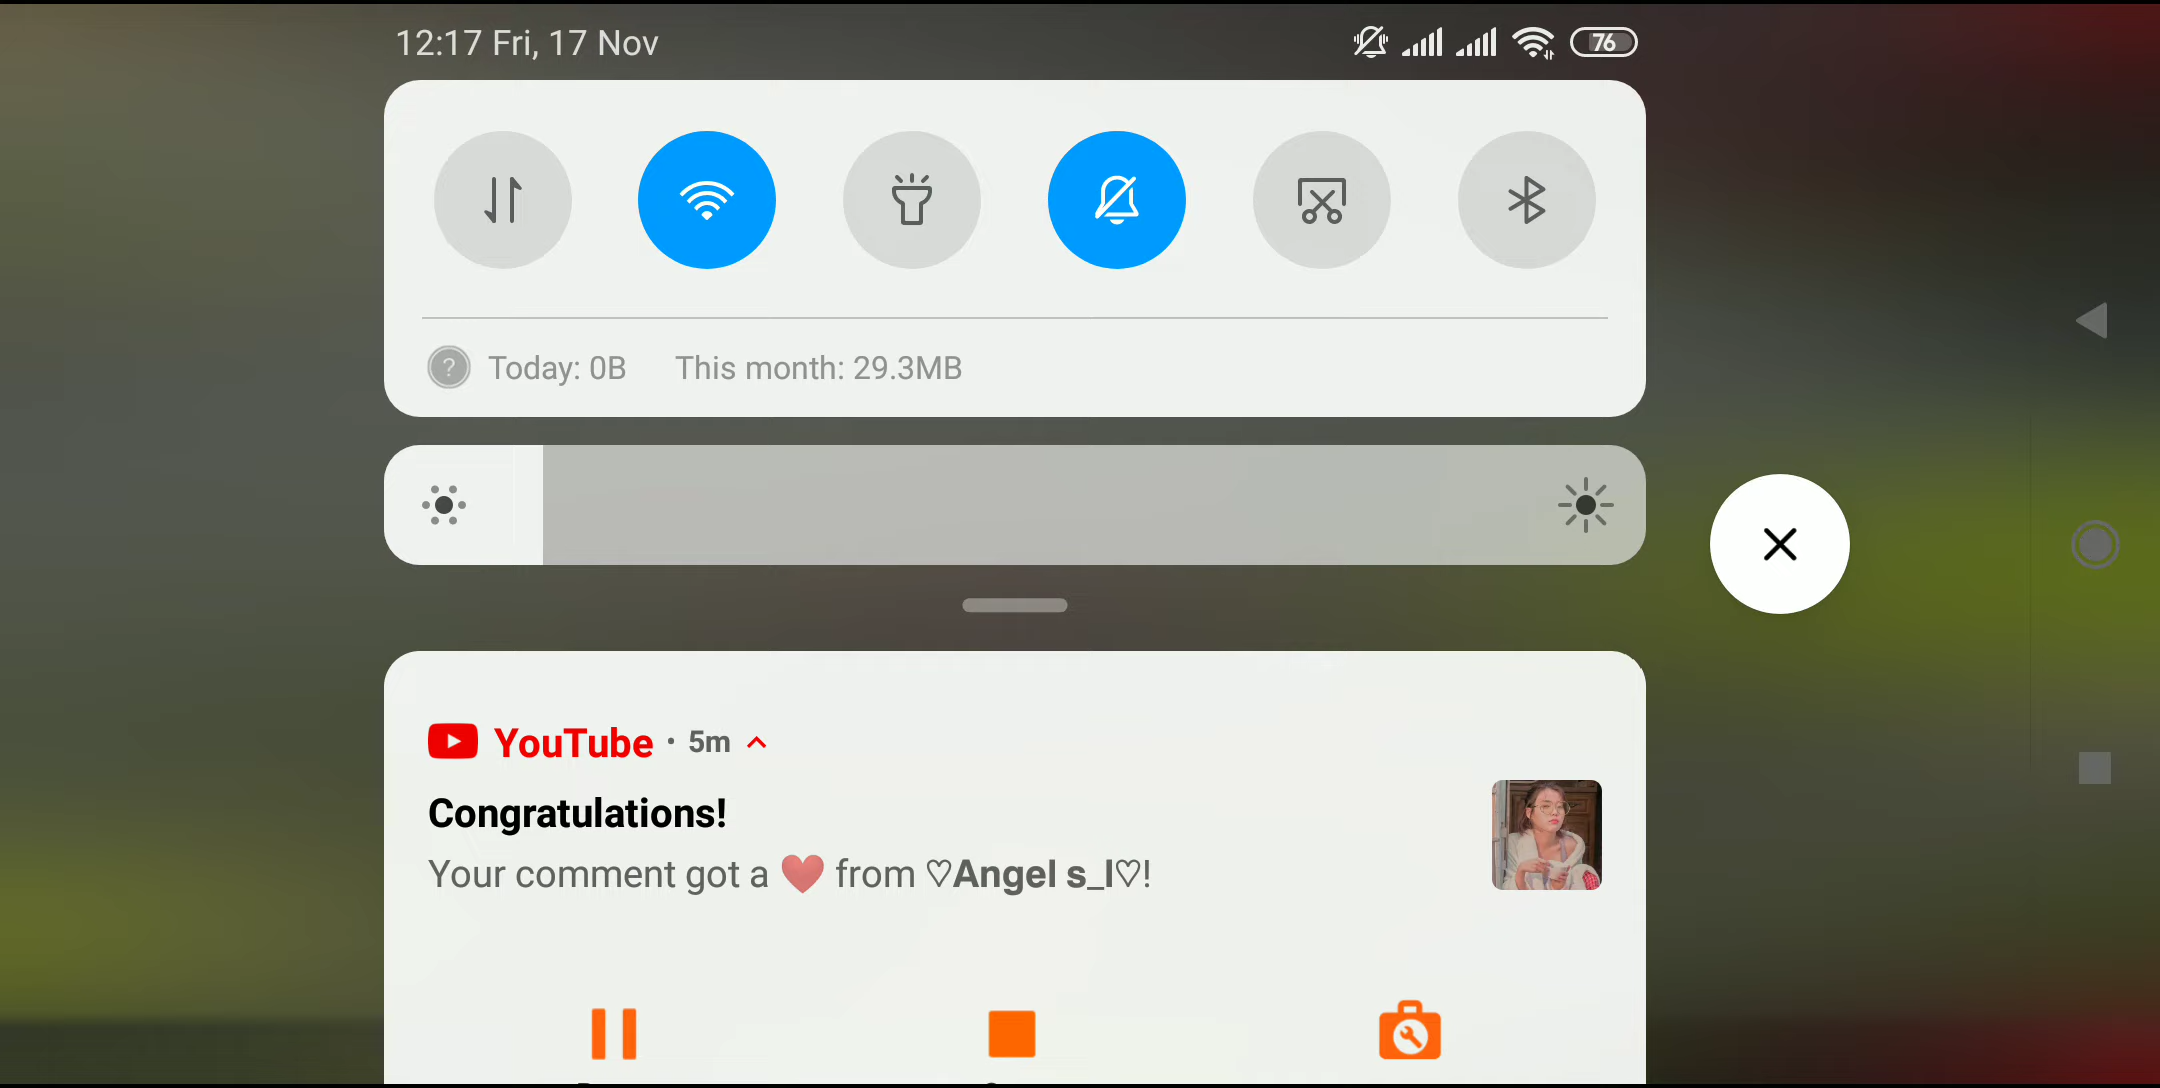 12:17 Fri, 17 Nov
76
Today: 0B This month: 29.3MB
YouTube · 5m
Congratulations!
Your comment got a ❤️ from ♡Angel s_I♡!